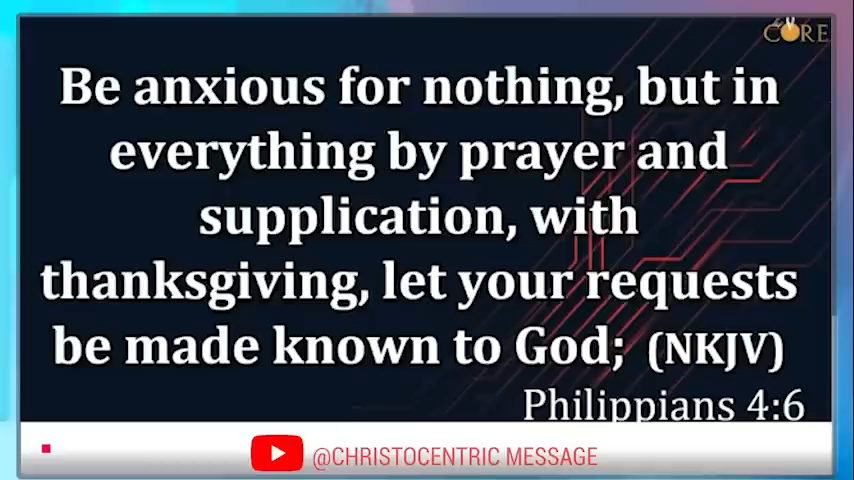 CORE
Be anxious for nothing, but in
everything by prayer and
supplication, with
thanksgiving, let your requests
be made known to God; (NKJV)
Philippians 4:6
@CHRISTOCENTRIC MESSAGE